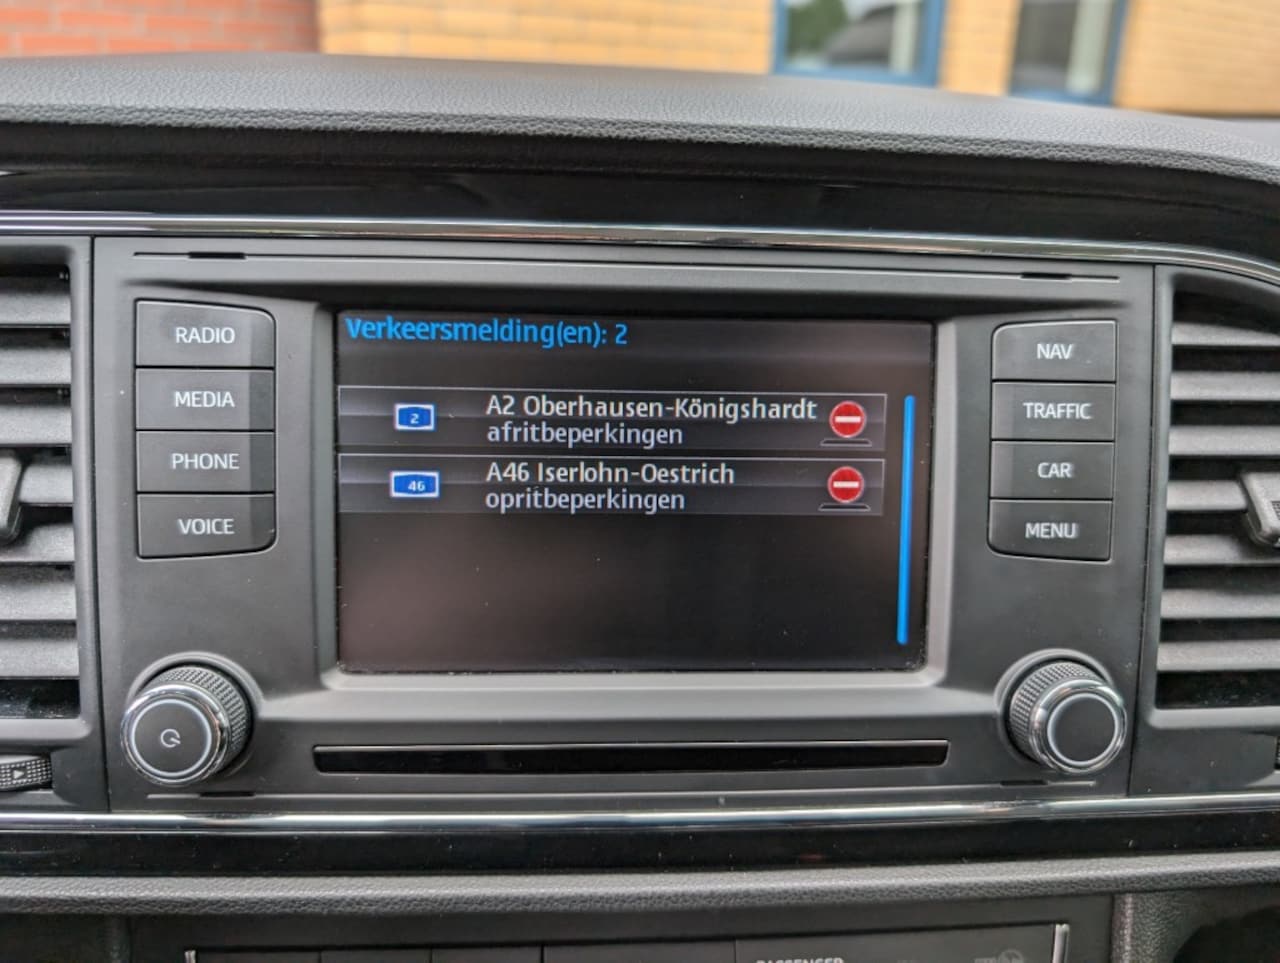 RADIO
MEDIA
PHONE
VOICE
Verkeersmelding(en): 2
2
A2 Oberhausen-Königshardt
afritbeperkingen
46
A46 Iserlohn-Oestrich
opritbeperkingen
NAV
TRAFFIC
CAR
MENU
PASSENGER